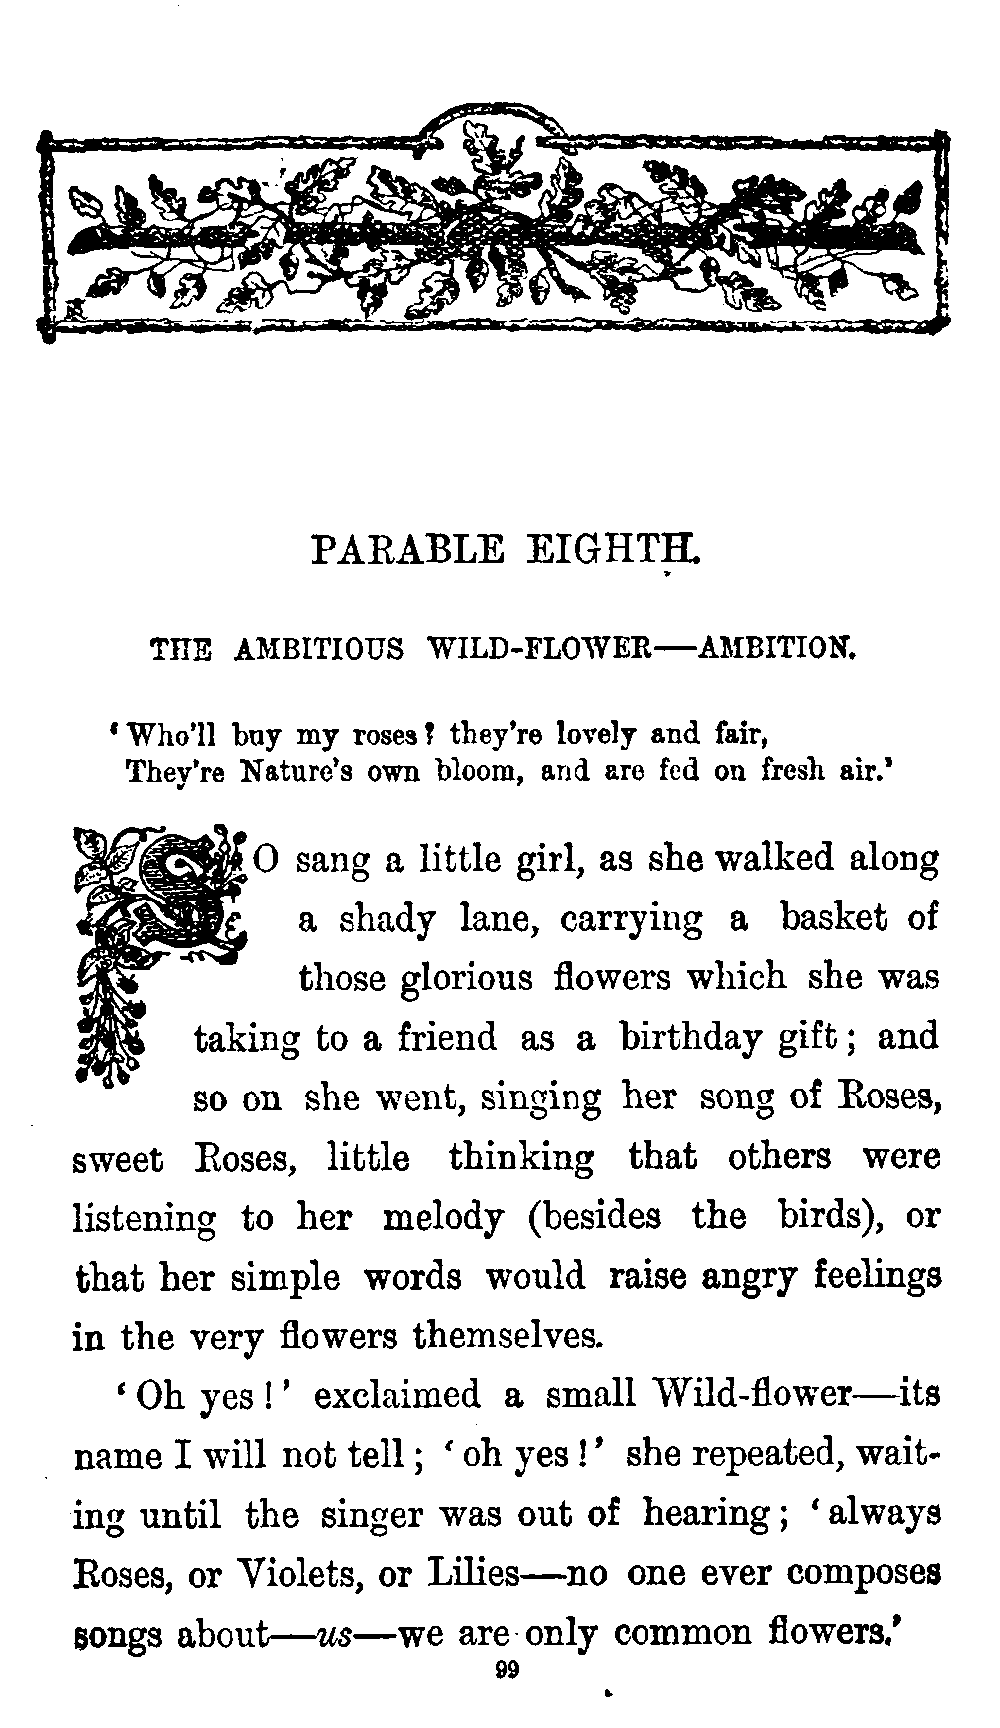 PARABLE EIGHTH.
THE AMBITIOUS WILD-FLOWER—AMBITION.
‘Who’ll buy my roses? they’re lovely and fair,
They’re Nature’s own bloom, and are fed on fresh air.’
SO sang a little girl, as she walked along
a shady lane, carrying a basket of
those glorious flowers which she was
taking to a friend as a birthday gift; and
so on she went, singing her song of Roses,
sweet Roses, little thinking that others were
listening to her melody (besides the birds), or
that her simple words would raise angry feelings
in the very flowers themselves.
‘Oh yes!’ exclaimed a small Wild-flower—its
name I will not tell; ‘oh yes!’ she repeated, wait-
ing until the singer was out of hearing; ‘always
Roses, or Violets, or Lilies—no one ever composes
songs about—us—we are only common flowers.’
99